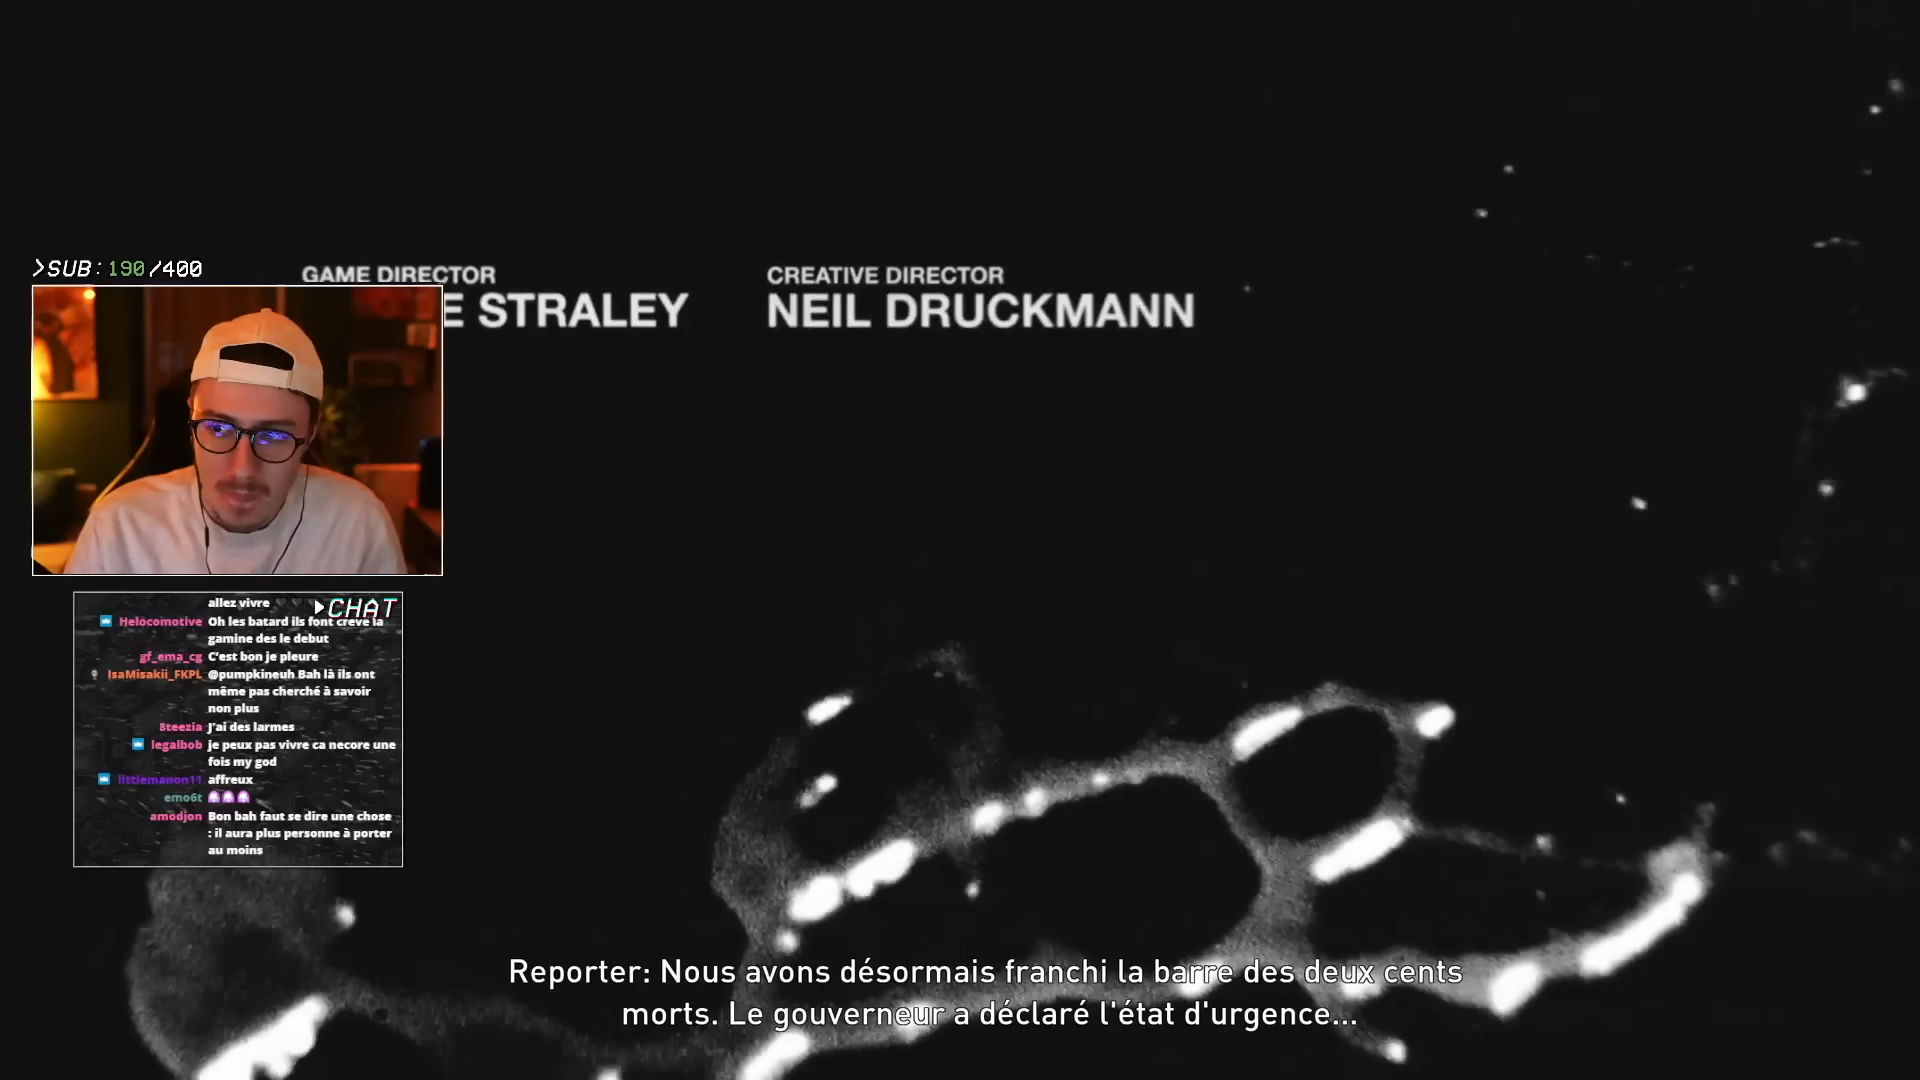 >SUB: 190/400
GAME DIRECTOR
E STRALEY
CREATIVE DIRECTOR
NEIL DRUCKMANN
CHAT
allez vivre
Helocomotive Oh les batard ils font creve la
gamine des le debut
gf_ema_cg C'est bon je pleure
IsaMisakii_FKPL @pumpkineuh Bah là ils ont
même pas cherché à savoir
non plus
8teezia J'ai des larmes
legalbob je peux pas vivre ca necore une
fois my god
littlemanon11 affreux
emo6t
amodjon Bon bah faut se dire une chose
: il aura plus personne à porter
au moins
Reporter: Nous avons désormais franchi la barre des deux cents
morts. Le gouverneur a déclaré l'état d'urgence...